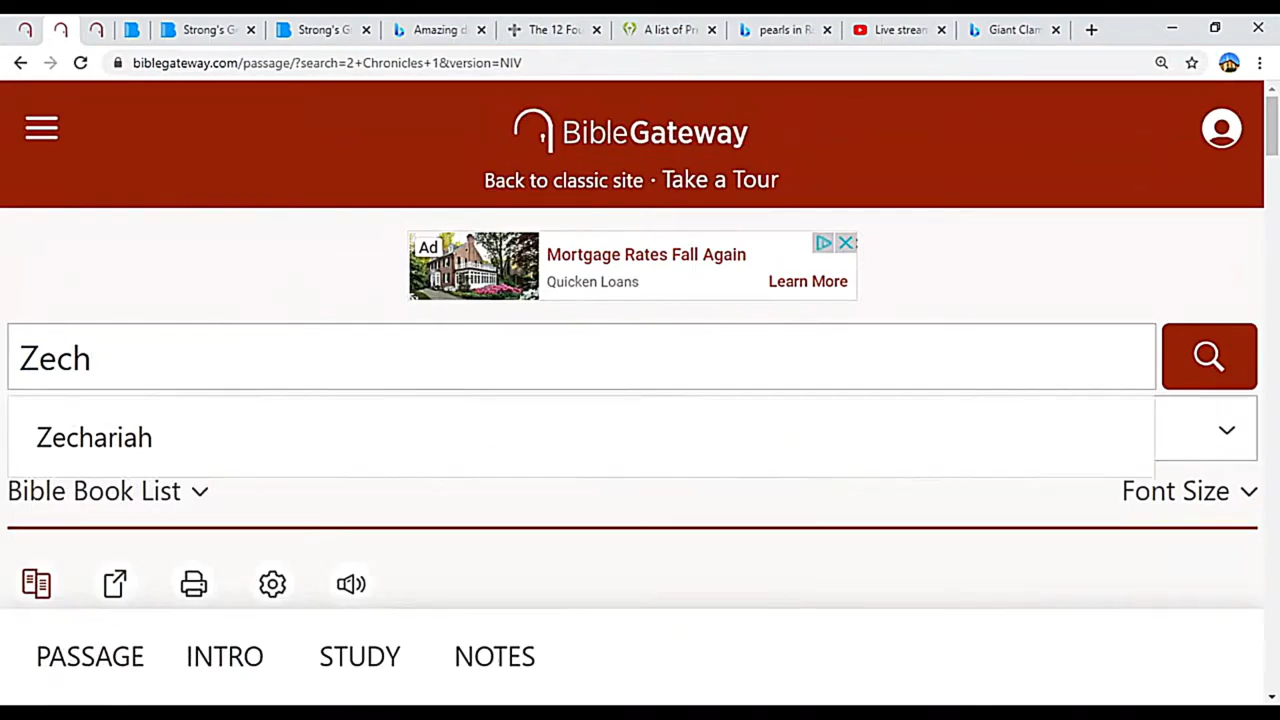 Strong's G
Strong's G
Amazing
The 12 Fou
A list of Pr
pearls in R
Live strean
Giant Clam
biblegateway.com/passage/?search=2+Chronicles+1&version=NIV
BibleGateway
Back to classic site · Take a Tour
Ad
Mortgage Rates Fall Again
Quicken Loans
Learn More
Zech
Zechariah
Bible Book List
Font Size
PASSAGE INTRO STUDY NOTES